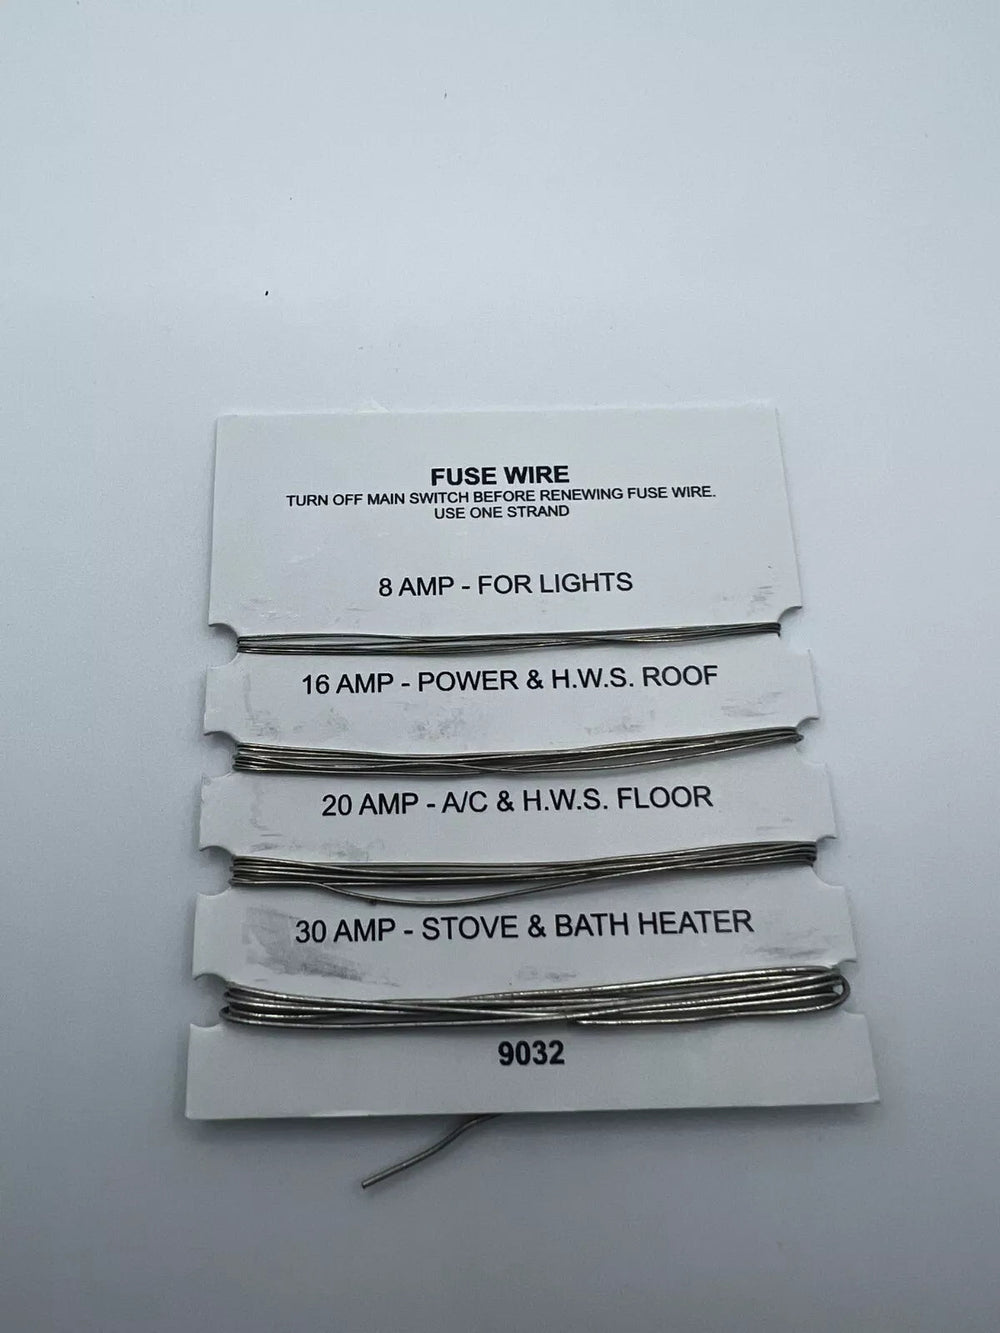 FUSE WIRE
TURN OFF MAIN SWITCH BEFORE RENEWING FUSE WIRE.
USE ONE STRAND
8 AMP - FOR LIGHTS
16 AMP - POWER & H.W.S. ROOF
20 AMP - A/C & H.W.S. FLOOR
30 AMP - STOVE & BATH HEATER
9032